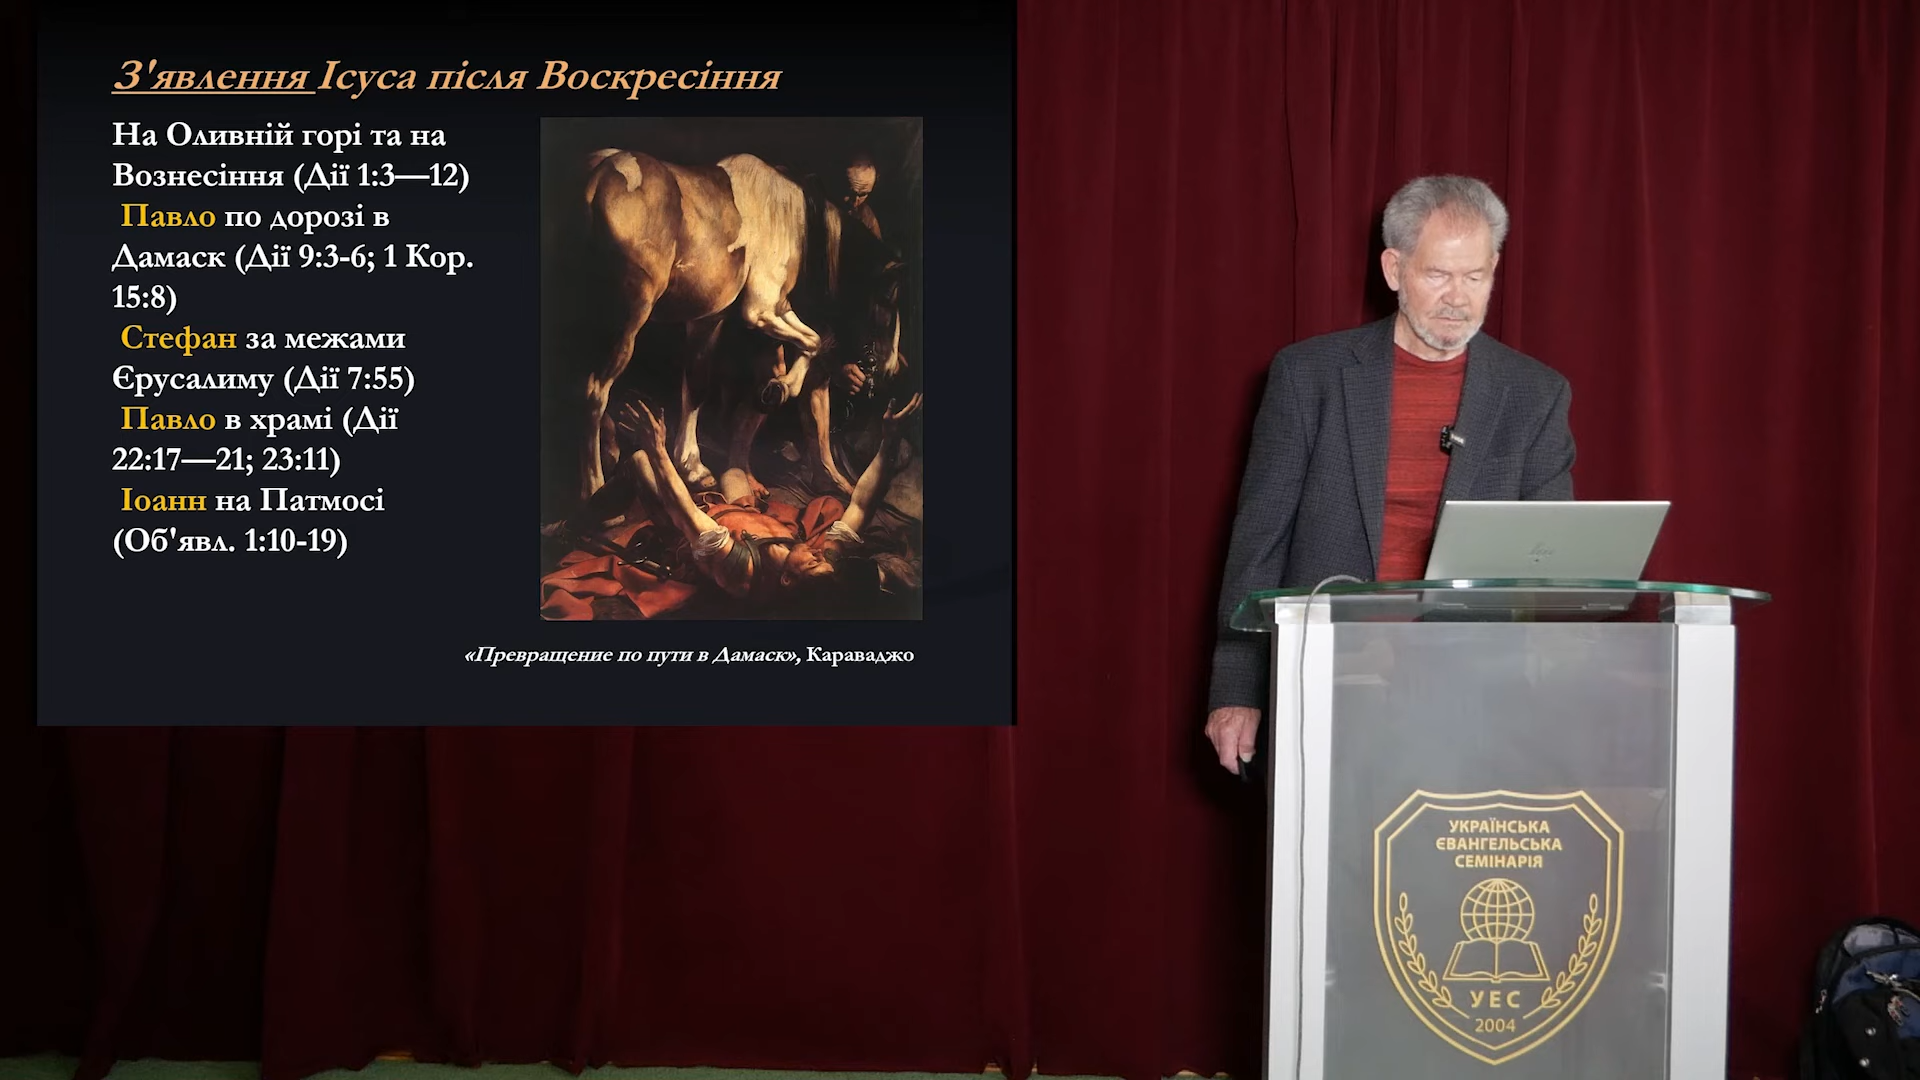 З'явлення Ісуса після Воскресіння
На Оливній горі та на
Вознесіння (Дії 1:3—12)
Павло по дорозі в
Дамаск (Дії 9:3-6; 1 Кор.
15:8)
Стефан за межами
Єрусалиму (Дії 7:55)
Павло в храмі (Дії
22:17—21; 23:11)
Іоанн на Патмосі
(Об'явл. 1:10-19)
«Превращение по пути в Дамаск», Караваджо
УКРАЇНСЬКА
ЄВАНГЕЛЬСЬКА
СЕМІНАРІЯ
УЕС
2004